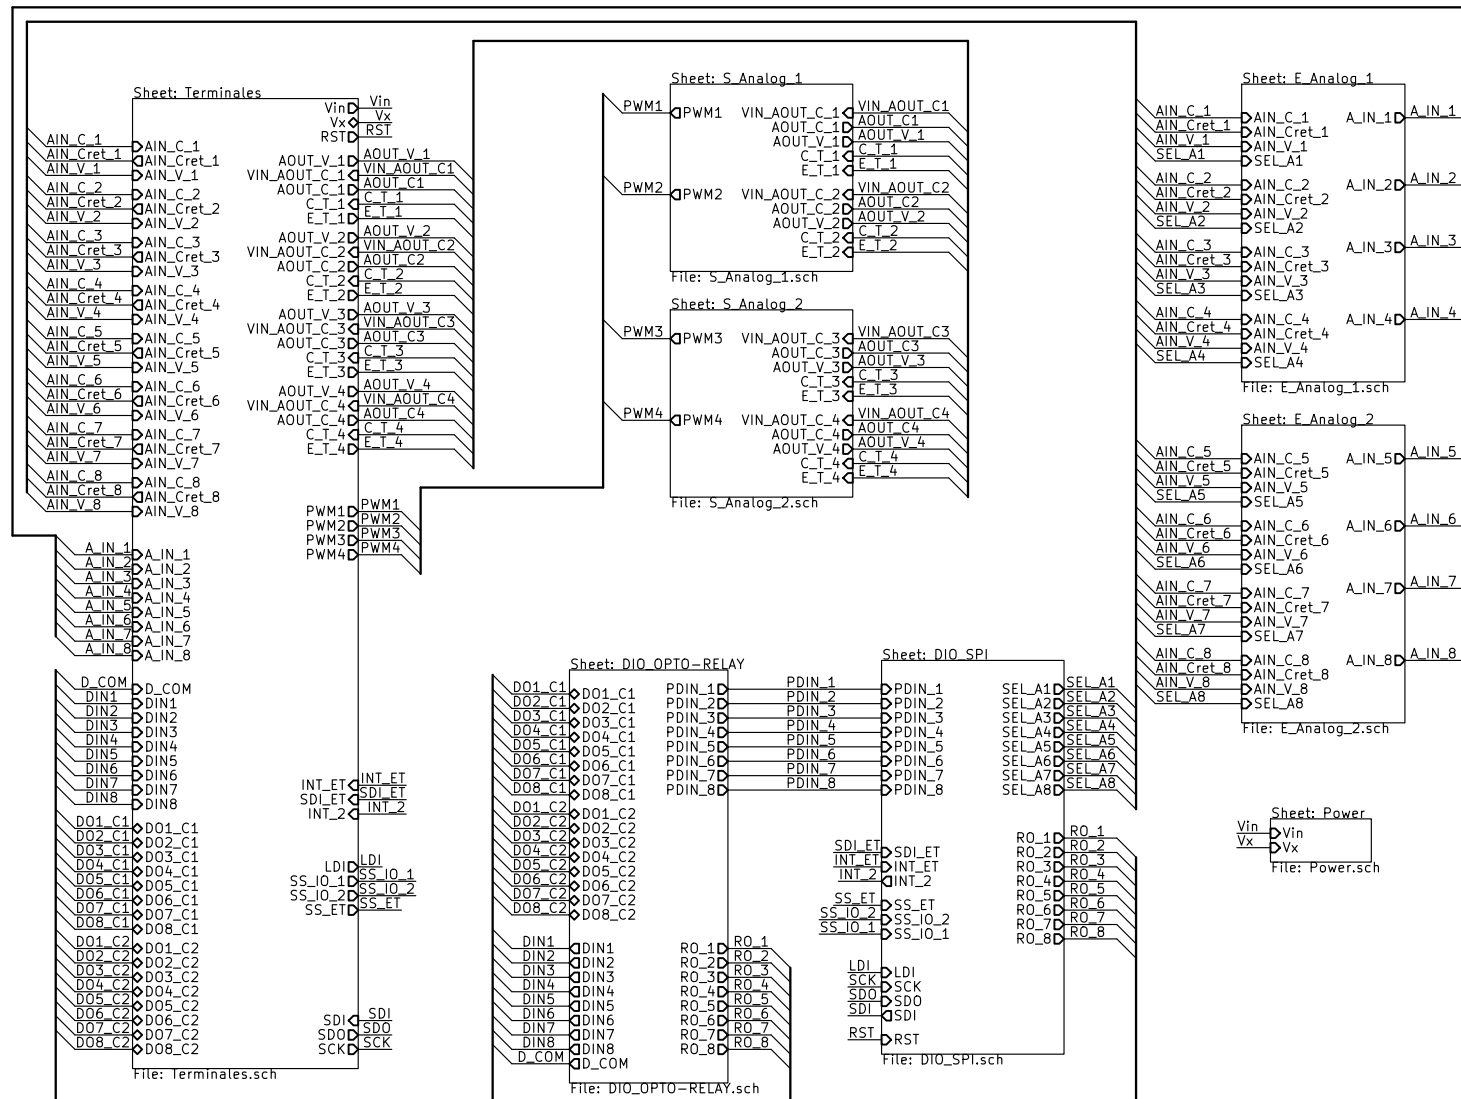 Sheet: Terminales
Vin Vin
Vx Vx
RST RST
AIN_C_1 AIN_C_1
AIN_Cret_1 AIN_Cret_1
AIN_V_1 AIN_V_1
AIN_C_2 AIN_C_2
AIN_Cret_2 AIN_Cret_2
AIN_V_2 AIN_V_2
AIN_C_3 AIN_C_3
AIN_Cret_3 AIN_Cret_3
AIN_V_3 AIN_V_3
AIN_C_4 AIN_C_4
AIN_Cret_4 AIN_Cret_4
AIN_V_4 AIN_V_4
AIN_C_5 AIN_C_5
AIN_Cret_5 AIN_Cret_5
AIN_V_5 AIN_V_5
AIN_C_6 AIN_C_6
AIN_Cret_6 AIN_Cret_6
AIN_V_6 AIN_V_6
AIN_C_7 AIN_C_7
AIN_Cret_7 AIN_Cret_7
AIN_V_7 AIN_V_7
AIN_C_8 AIN_C_8
AIN_Cret_8 AIN_Cret_8
AIN_V_8 AIN_V_8
A_IN_1 A_IN_1
A_IN_2 A_IN_2
A_IN_3 A_IN_3
A_IN_4 A_IN_4
A_IN_5 A_IN_5
A_IN_6 A_IN_6
A_IN_7 A_IN_7
A_IN_8 A_IN_8
D_COM D_COM
DIN1 DIN1
DIN2 DIN2
DIN3 DIN3
DIN4 DIN4
DIN5 DIN5
DIN6 DIN6
DIN7 DIN7
DIN8 DIN8
DO1_C1 DO1_C1
DO2_C1 DO2_C1
DO3_C1 DO3_C1
DO4_C1 DO4_C1
DO5_C1 DO5_C1
DO6_C1 DO6_C1
DO7_C1 DO7_C1
DO8_C1 DO8_C1
DO1_C2 DO1_C2
DO2_C2 DO2_C2
DO3_C2 DO3_C2
DO4_C2 DO4_C2
DO5_C2 DO5_C2
DO6_C2 DO6_C2
DO7_C2 DO7_C2
DO8_C2 DO8_C2
AOUT_V_1 AOUT_V_1
VIN_AOUT_C_1 VIN_AOUT_C1
AOUT_C_1 AOUT_C1
C_T_1 C_T_1
E_T_1 E_T_1
AOUT_V_2 AOUT_V_2
VIN_AOUT_C_2 VIN_AOUT_C2
AOUT_C_2 AOUT_C2
C_T_2 C_T_2
E_T_2 E_T_2
AOUT_V_3 AOUT_V_3
VIN_AOUT_C_3 VIN_AOUT_C3
AOUT_C_3 AOUT_C3
C_T_3 C_T_3
E_T_3 E_T_3
AOUT_V_4 AOUT_V_4
VIN_AOUT_C_4 VIN_AOUT_C4
AOUT_C_4 AOUT_C4
C_T_4 C_T_4
E_T_4 E_T_4
PWM1 PWM1
PWM2 PWM2
PWM3 PWM3
PWM4 PWM4
INT_ET INT_ET
SDI_ET SDI_ET
INT_2 INT_2
LDI LDI
SS_IO_1 SS_IO_1
SS_IO_2 SS_IO_2
SS_ET SS_ET
SDI SDI
SDO SDO
SCK SCK
File: Terminales.sch
Sheet: S_Analog_1
PWM1 PWM1
PWM2 PWM2
VIN_AOUT_C_1 VIN_AOUT_C1
AOUT_C_1 AOUT_C1
AOUT_V_1 AOUT_V_1
C_T_1 C_T_1
E_T_1 E_T_1
VIN_AOUT_C_2 VIN_AOUT_C2
AOUT_C_2 AOUT_C2
AOUT_V_2 AOUT_V_2
C_T_2 C_T_2
E_T_2 E_T_2
File: S_Analog_1.sch
Sheet: S_Analog_2
PWM3 PWM3
PWM4 PWM4
VIN_AOUT_C_3 VIN_AOUT_C3
AOUT_C_3 AOUT_C3
AOUT_V_3 AOUT_V_3
C_T_3 C_T_3
E_T_3 E_T_3
VIN_AOUT_C_4 VIN_AOUT_C4
AOUT_C_4 AOUT_C4
AOUT_V_4 AOUT_V_4
C_T_4 C_T_4
E_T_4 E_T_4
File: S_Analog_2.sch
Sheet: E_Analog_1
AIN_C_1 AIN_C_1 A_IN_1 A_IN_1
AIN_Cret_1 AIN_Cret_1
AIN_V_1 AIN_V_1
SEL_A1 SEL_A1
AIN_C_2 AIN_C_2 A_IN_2 A_IN_2
AIN_Cret_2 AIN_Cret_2
AIN_V_2 AIN_V_2
SEL_A2 SEL_A2
AIN_C_3 AIN_C_3 A_IN_3 A_IN_3
AIN_Cret_3 AIN_Cret_3
AIN_V_3 AIN_V_3
SEL_A3 SEL_A3
AIN_C_4 AIN_C_4 A_IN_4 A_IN_4
AIN_Cret_4 AIN_Cret_4
AIN_V_4 AIN_V_4
SEL_A4 SEL_A4
File: E_Analog_1.sch
Sheet: E_Analog_2
AIN_C_5 AIN_C_5 A_IN_5 A_IN_5
AIN_Cret_5 AIN_Cret_5
AIN_V_5 AIN_V_5
SEL_A5 SEL_A5
AIN_C_6 AIN_C_6 A_IN_6 A_IN_6
AIN_Cret_6 AIN_Cret_6
AIN_V_6 AIN_V_6
SEL_A6 SEL_A6
AIN_C_7 AIN_C_7 A_IN_7 A_IN_7
AIN_Cret_7 AIN_Cret_7
AIN_V_7 AIN_V_7
SEL_A7 SEL_A7
AIN_C_8 AIN_C_8 A_IN_8 A_IN_8
AIN_Cret_8 AIN_Cret_8
AIN_V_8 AIN_V_8
SEL_A8 SEL_A8
File: E_Analog_2.sch
Sheet: DIO_OPTO-RELAY
DO1_C1 DO1_C1
DO2_C1 DO2_C1
DO3_C1 DO3_C1
DO4_C1 DO4_C1
DO5_C1 DO5_C1
DO6_C1 DO6_C1
DO7_C1 DO7_C1
DO8_C1 DO8_C1
DO1_C2 DO1_C2
DO2_C2 DO2_C2
DO3_C2 DO3_C2
DO4_C2 DO4_C2
DO5_C2 DO5_C2
DO6_C2 DO6_C2
DO7_C2 DO7_C2
DO8_C2 DO8_C2
DIN1 DIN1
DIN2 DIN2
DIN3 DIN3
DIN4 DIN4
DIN5 DIN5
DIN6 DIN6
DIN7 DIN7
DIN8 DIN8
D_COM D_COM
PDIN_1 PDIN_1
PDIN_2 PDIN_2
PDIN_3 PDIN_3
PDIN_4 PDIN_4
PDIN_5 PDIN_5
PDIN_6 PDIN_6
PDIN_7 PDIN_7
PDIN_8 PDIN_8
RO_1 RO_1
RO_2 RO_2
RO_3 RO_3
RO_4 RO_4
RO_5 RO_5
RO_6 RO_6
RO_7 RO_7
RO_8 RO_8
File: DIO_OPTO-RELAY.sch
Sheet: DIO_SPI
PDIN_1
PDIN_2
PDIN_3
PDIN_4
PDIN_5
PDIN_6
PDIN_7
PDIN_8
SDI_ET SDI_ET
INT_ET INT_ET
INT_2 INT_2
SS_ET SS_ET
SS_IO_2 SS_IO_2
SS_IO_1 SS_IO_1
LDI LDI
SCK SCK
SDO SDO
SDI SDI
RST RST
SEL_A1 SEL_A1
SEL_A2 SEL_A2
SEL_A3 SEL_A3
SEL_A4 SEL_A4
SEL_A5 SEL_A5
SEL_A6 SEL_A6
SEL_A7 SEL_A7
SEL_A8 SEL_A8
RO_1 RO_1
RO_2 RO_2
RO_3 RO_3
RO_4 RO_4
RO_5 RO_5
RO_6 RO_6
RO_7 RO_7
RO_8 RO_8
File: DIO_SPI.sch
Sheet: Power
Vin Vin
Vx Vx
File: Power.sch